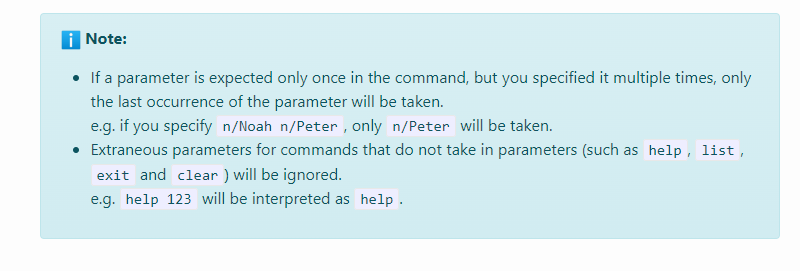 Note:
• If a parameter is expected only once in the command, but you specified it multiple times, only
the last occurrence of the parameter will be taken.
e.g. if you specify n/Noah n/Peter , only n/Peter will be taken.
• Extraneous parameters for commands that do not take in parameters (such as help , list ,
exit and clear ) will be ignored.
e.g. help 123 will be interpreted as help .